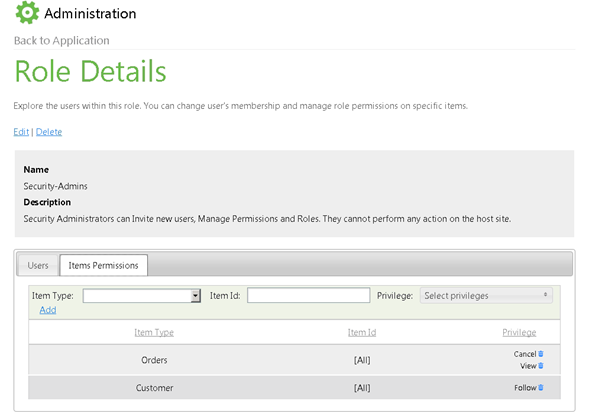 Administration
Back to Application
Role Details
Explore the users within this role. You can change user's membership and manage role permissions on specific items.
Edit | Delete
Name
Security-Admins
Description
Security Administrators can Invite new users, Manage Permissions and Roles. They cannot perform any action on the host site.
Users Items Permissions
Item Type: Item Id: Privilege: Select privileges
Add
Item Type Item Id Privilege
Orders [All] Cancel
View
Customer [All] Follow